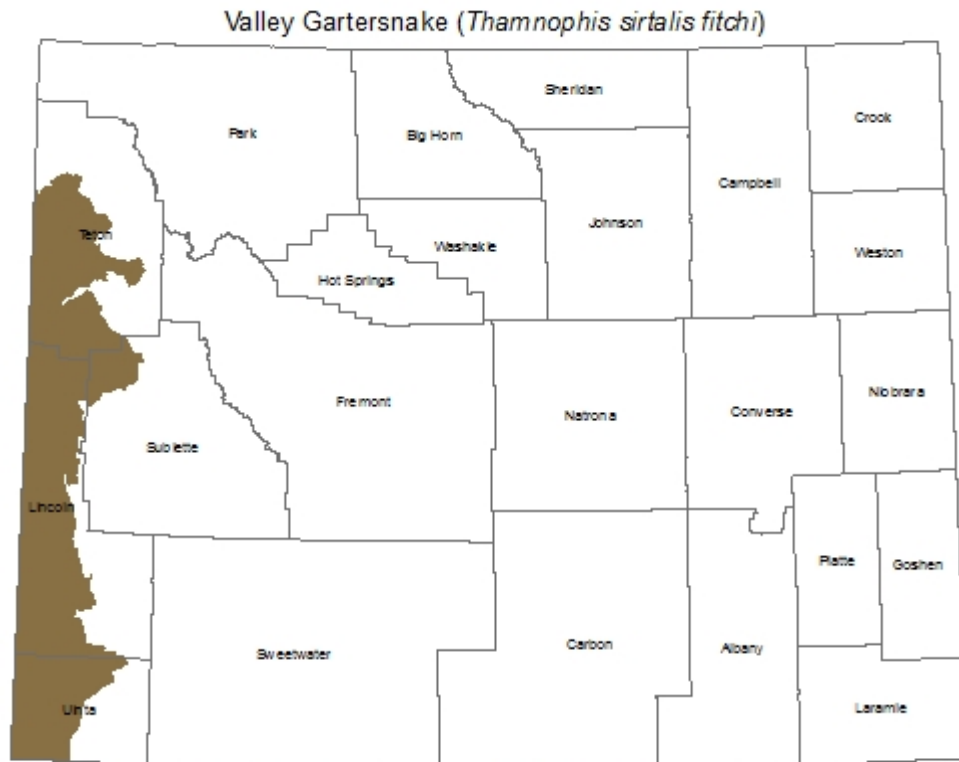 Valley Gartersnake (Thamnophis sirtalis fitchi)
Sheridan
Crook
Park
Big Horn
Campbell
Johnson
Teton
Washakie
Weston
Hot Springs
Niobrara
Fremont
Natrona
Converse
Sublette
Lincoln
Platte
Goshen
Carbon
Albany
Sweetwater
Uinta
Laramie